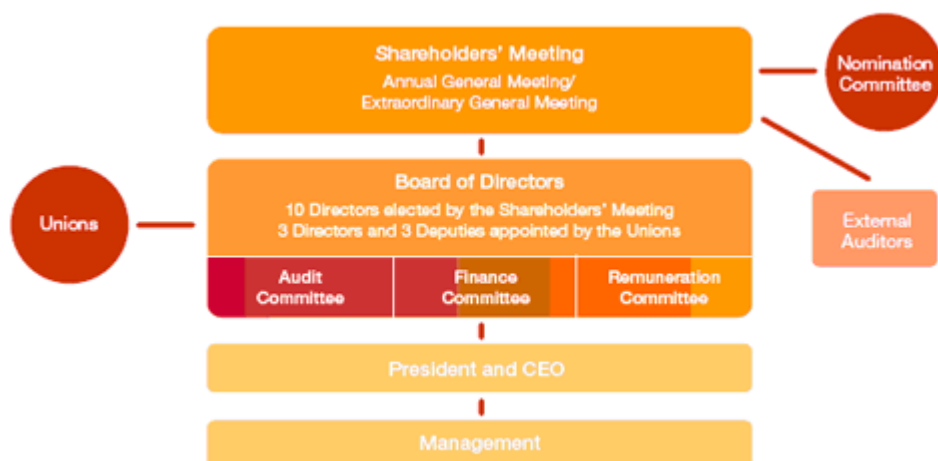 Shareholders' Meeting
Annual General Meeting/
Extraordinary General Meeting
Nomination
Committee
Board of Directors
10 Directors elected by the Shareholders' Meeting
3 Directors and 3 Deputies appointed by the Unions
Unions
External
Auditors
Audit
Committee
Finance
Committee
Remuneration
Committee
President and CEO
Management